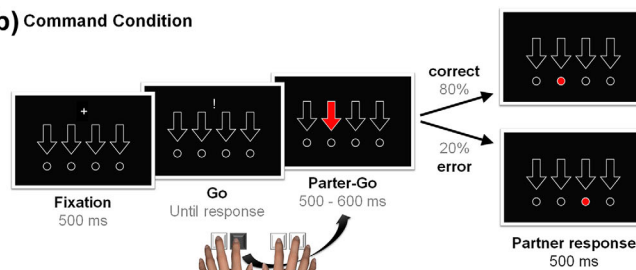 b) Command Condition
+
!
correct
80%
20%
error
Fixation
500 ms
Go
Until response
Parter-Go
500 - 600 ms
Partner response
500 ms